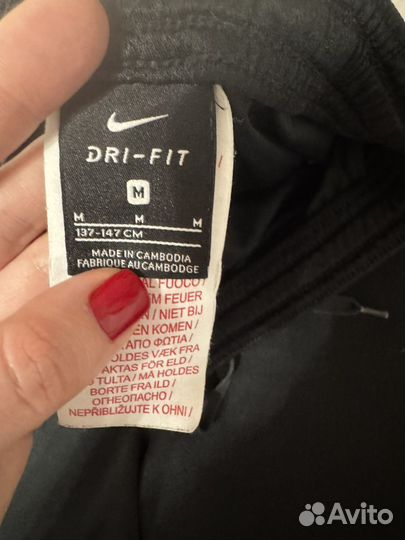 DRI-FIT
M
M M M
137-147 CM
MADE IN CAMBODIA
FABRIQUE AU CAMBODGE
FUOCO /
FEUER
/ NIET BIJ
KOMEN /
ΑΠΟ ΦΩΤΙΑ /
HOLDES VÆK FRA
FÖR ELD /
TULTA / MÅ HOLDES
BORTE FRA ILD /
ОГНЕОПАСНО /
NEPŘIBLIŽUJTE K OHNI /
Avito